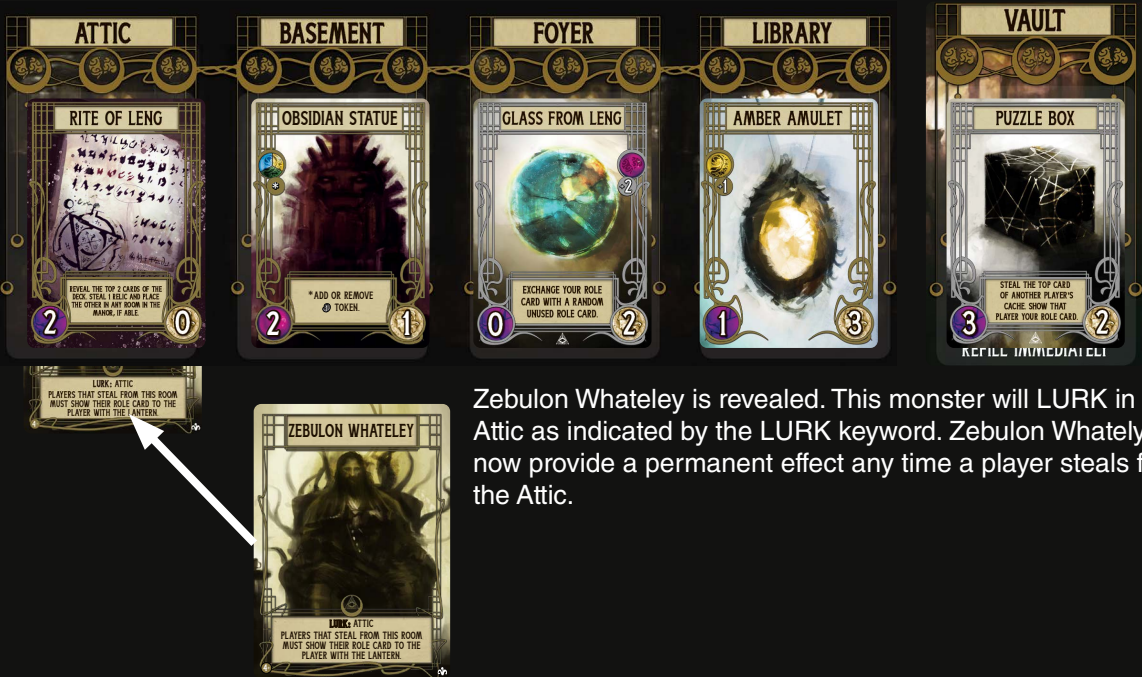 ATTIC
BASEMENT
FOYER
LIBRARY
VAULT
RITE OF LENG
REVEAL THE TOP 2 CARDS OF THE
DECK. STEAL 1 RELIC AND PLACE
THE OTHER IN ANY ROOM IN THE
MANOR, IF ABLE.
2
0
OBSIDIAN STATUE
*
*ADD OR REMOVE
TOKEN.
2
1
GLASS FROM LENG
-2
EXCHANGE YOUR ROLE
CARD WITH A RANDOM
UNUSED ROLE CARD.
0
2
AMBER AMULET
-1
1
3
PUZZLE BOX
STEAL THE TOP CARD
OF ANOTHER PLAYER'S
CACHE. SHOW THAT
PLAYER YOUR ROLE CARD.
3
2
REFILL IMMEDIATELY
LURK: ATTIC
PLAYERS THAT STEAL FROM THIS ROOM
MUST SHOW THEIR ROLE CARD TO THE
PLAYER WITH THE LANTERN.
4
ZEBULON WHATELEY
LURK: ATTIC
PLAYERS THAT STEAL FROM THIS ROOM
MUST SHOW THEIR ROLE CARD TO THE
PLAYER WITH THE LANTERN.
4
Zebulon Whateley is revealed. This monster will LURK in
Attic as indicated by the LURK keyword. Zebulon Whately
now provide a permanent effect any time a player steals f
the Attic.